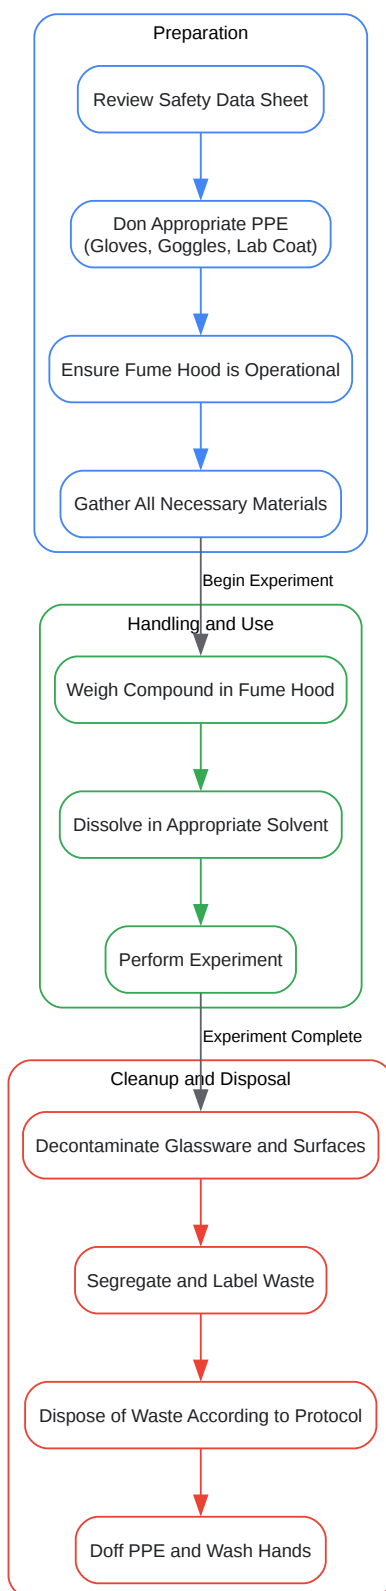 Preparation
Review Safety Data Sheet
Don Appropriate PPE
(Gloves, Goggles, Lab Coat)
Ensure Fume Hood is Operational
Gather All Necessary Materials
Begin Experiment
Handling and Use
Weigh Compound in Fume Hood
Dissolve in Appropriate Solvent
Perform Experiment
Experiment Complete
Cleanup and Disposal
Decontaminate Glassware and Surfaces
Segregate and Label Waste
Dispose of Waste According to Protocol
Doff PPE and Wash Hands